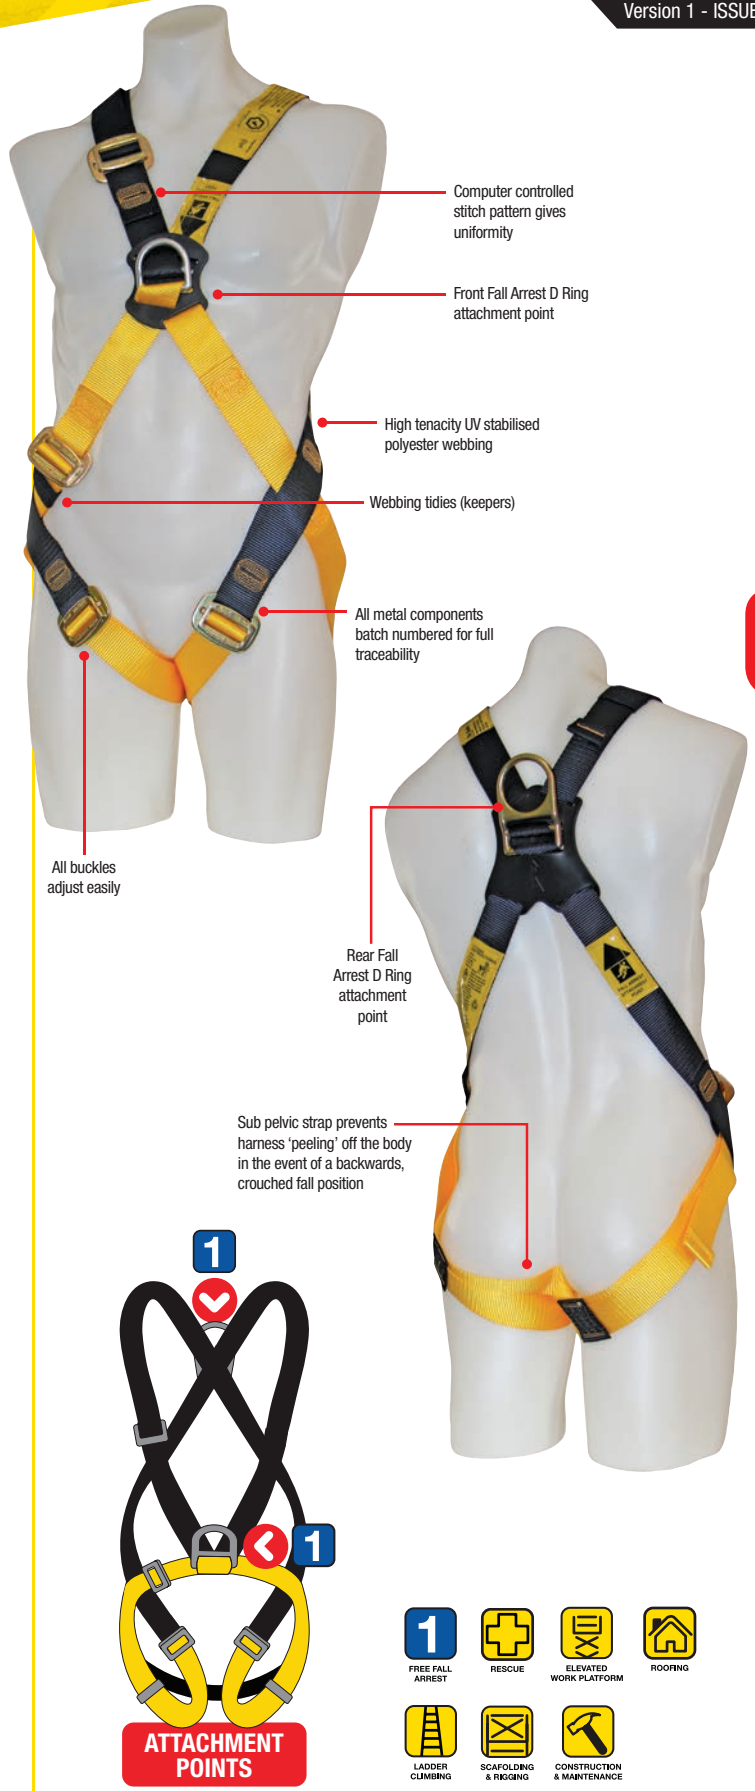 Version 1 - ISSUE
Computer controlled
stitch pattern gives
uniformity
Front Fall Arrest D Ring
attachment point
High tenacity UV stabilised
polyester webbing
Webbing tidies (keepers)
All metal components
batch numbered for full
traceability
All buckles
adjust easily
Rear Fall
Arrest D Ring
attachment
point
FALL ARREST
ATTACHMENT
POINT
Sub pelvic strap prevents
harness ‘peeling’ off the body
in the event of a backwards,
crouched fall position
1
1
ATTACHMENT
POINTS
1
FREE FALL
ARREST
RESCUE
ELEVATED
WORK PLATFORM
ROOFING
LADDER
CLIMBING
SCAFOLDING
& RIGGING
CONSTRUCTION
& MAINTENANCE